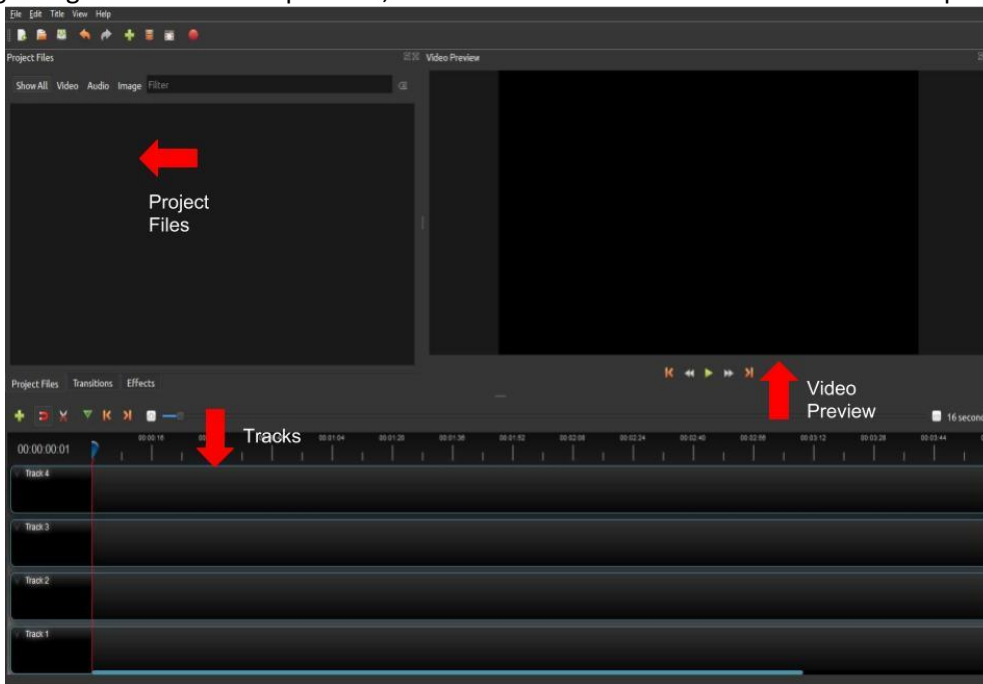 File Edit Title View Help
Project Files
Video Preview
Show All Video Audio Image Filter
Project
Files
Project Files Transitions Effects
Video
Preview
Tracks
16 secon
00:00:00:01
00:00:16
00:01:04
00:01:20
00:01:36
00:01:52
00:02:08
00:02:24
00:02:40
00:02:56
00:03:12
00:03:28
00:03:44
Track 4
Track 3
Track 2
Track 1